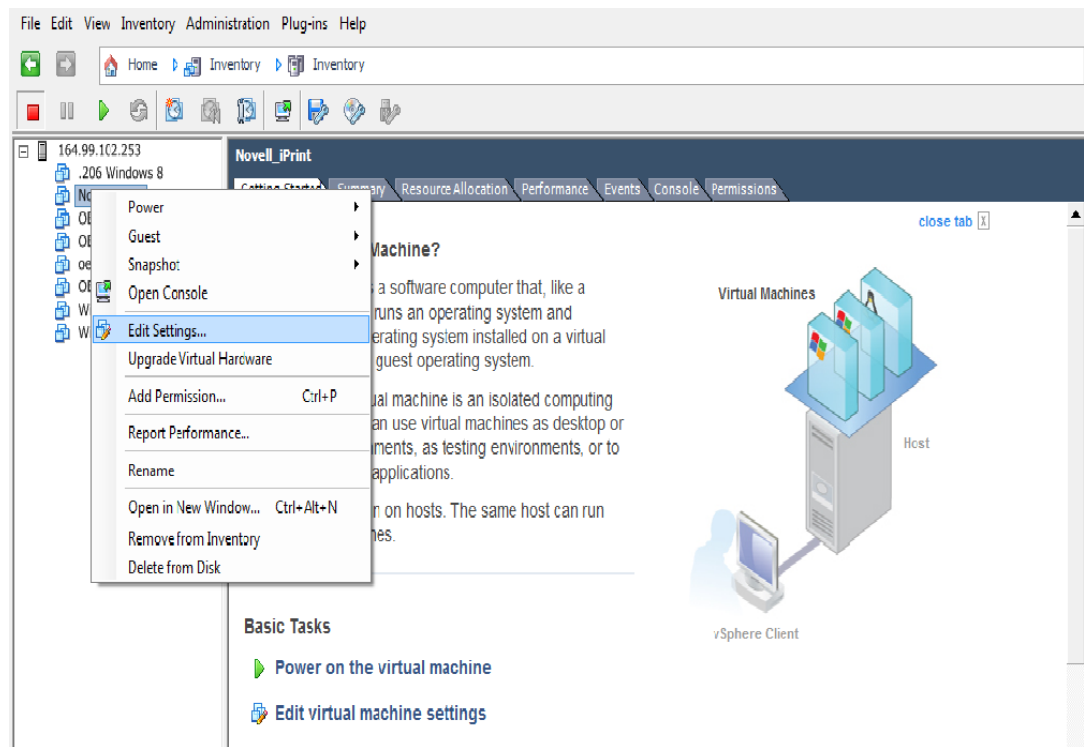 File Edit View Inventory Administration Plug-ins Help
Home Inventory Inventory
164.99.102.253
.206 Windows 8
Novell_iPrint
Getting Started Summary Resource Allocation Performance Events Console Permissions
close tab X
Power
Guest
Snapshot
Open Console
Edit Settings...
Upgrade Virtual Hardware
Add Permission... Ctrl+P
Report Performance...
Rename
Open in New Window... Ctrl+Alt+N
Remove from Inventory
Delete from Disk
Machine?
a software computer that, like a
runs an operating system and
operating system installed on a virtual
guest operating system.
machine is an isolated computing
can use virtual machines as desktop or
as testing environments, or to
applications.
on hosts. The same host can run
Virtual Machines
Host
vSphere Client
Basic Tasks
Power on the virtual machine
Edit virtual machine settings